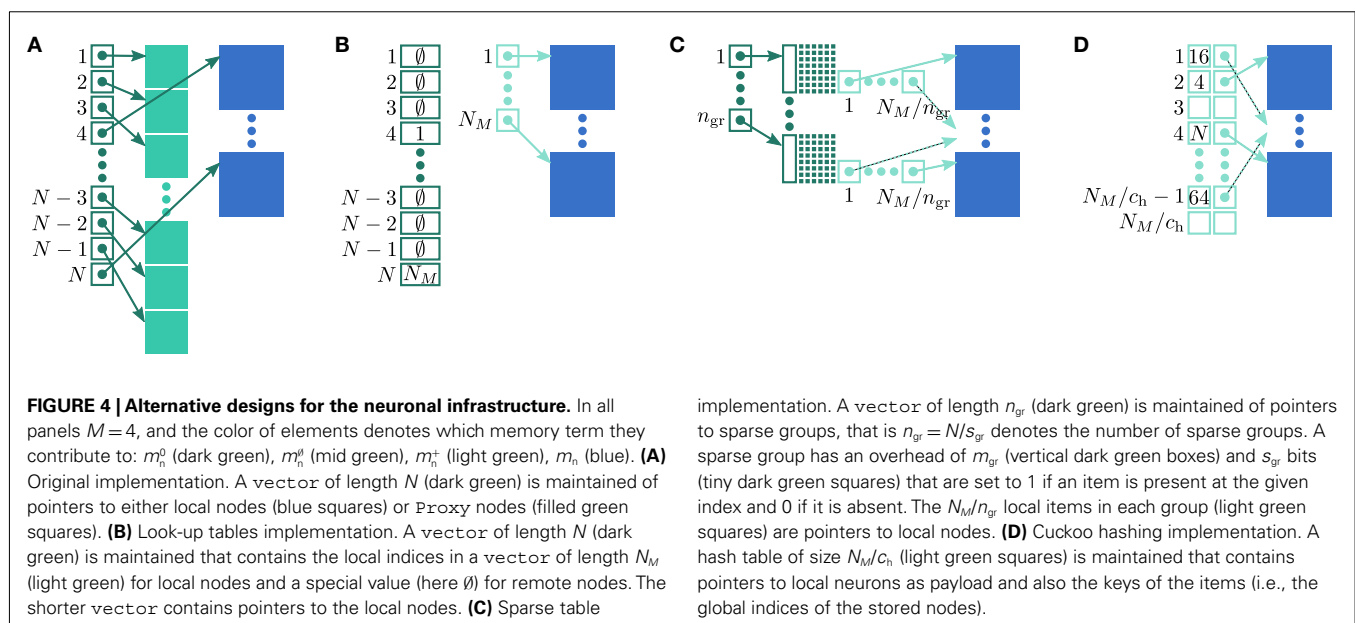 A
1
2
3
4
N − 3
N − 2
N − 1
N
B
1 ∅
2 ∅
3 ∅
4 1
N − 3 ∅
N − 2 ∅
N − 1 ∅
N N_M
1
N_M
C
1
n_gr
1 N_M/n_gr
1 N_M/n_gr
D
1 16
2 4
3
4 N
N_M/c_h − 1 64
N_M/c_h
FIGURE 4 | Alternative designs for the neuronal infrastructure. In all
panels M = 4, and the color of elements denotes which memory term they
contribute to: m_n^0 (dark green), m_n^∅ (mid green), m_n^+ (light green), m_n (blue). (A)
Original implementation. A vector of length N (dark green) is maintained of
pointers to either local nodes (blue squares) or Proxy nodes (filled green
squares). (B) Look-up tables implementation. A vector of length N (dark
green) is maintained that contains the local indices in a vector of length N_M
(light green) for local nodes and a special value (here ∅) for remote nodes. The
shorter vector contains pointers to the local nodes. (C) Sparse table
implementation. A vector of length n_gr (dark green) is maintained of pointers
to sparse groups, that is n_gr = N/s_gr denotes the number of sparse groups. A
sparse group has an overhead of m_gr (vertical dark green boxes) and s_gr bits
(tiny dark green squares) that are set to 1 if an item is present at the given
index and 0 if it is absent. The N_M/n_gr local items in each group (light green
squares) are pointers to local nodes. (D) Cuckoo hashing implementation. A
hash table of size N_M/c_h (light green squares) is maintained that contains
pointers to local neurons as payload and also the keys of the items (i.e., the
global indices of the stored nodes).